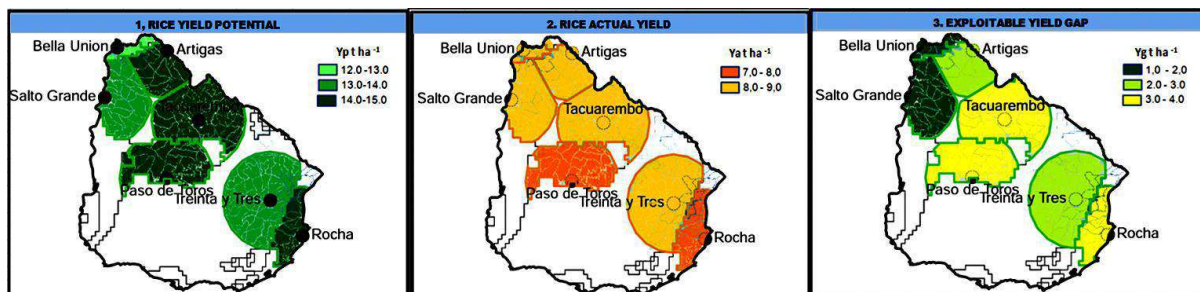 1, RICE YIELD POTENTIAL
Bella Union
Artigas
Yp t ha⁻¹
12.0-13.0
13.0-14.0
14.0-15.0
Salto Grande
Tacuarembo
Paso de Toros
Treinta y Tres
Rocha
2. RICE ACTUAL YIELD
Bella Union
Artigas
Ya t ha⁻¹
7,0 - 8,0
8,0 - 9,0
Salto Grande
Tacuarembo
Paso de Toros
Treinta y Tres
Rocha
3. EXPLOITABLE YIELD GAP
Bella Union
Artigas
Yg t ha⁻¹
1,0 - 2,0
2.0 - 3.0
3.0 - 4.0
Salto Grande
Tacuarembo
Paso de Toros
Treinta y Tres
Rocha